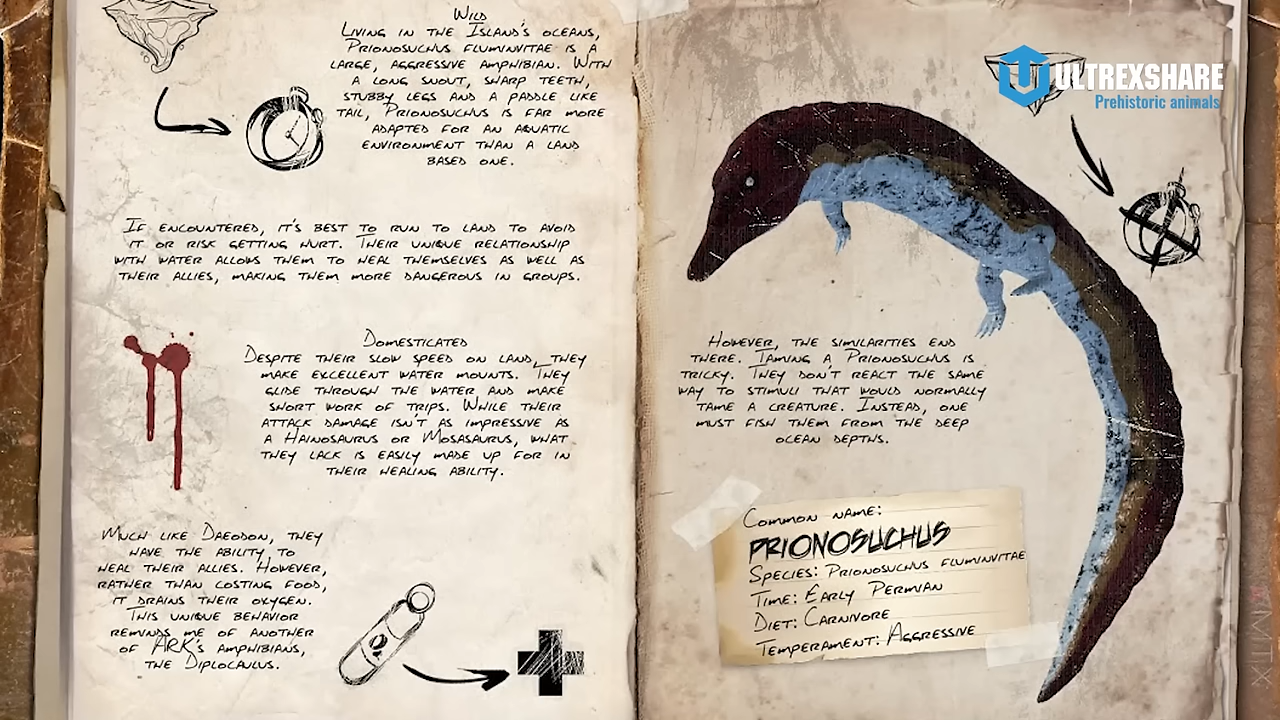 Wild
Living in the Island's oceans,
Prionosuchus fluminvitae is a
large, aggressive amphibian. With
a long snout, sharp teeth,
stubby legs and a paddle like
tail, Prionosuchus is far more
adapted for an aquatic
environment than a land
based one.
If encountered, it's best to run to land to avoid
it or risk getting hurt. Their unique relationship
with water allows them to heal themselves as well as
their allies, making them more dangerous in groups.
Domesticated
Despite their slow speed on land, they
make excellent water mounts. They
glide through the water and make
short work of trips. While their
attack damage isn't as impressive as
a Hainosaurus or Mosasaurus, what
they lack is easily made up for in
their healing ability.
Much like Daeodon, they
have the ability to
heal their allies. However,
rather than costing food,
it drains their oxygen.
This unique behavior
reminds me of another
of ARK's amphibians,
the Diplocaulus.
O2
ULTREXSHARE
Prehistoric animals
However, the similarities end
there. Taming a Prionosuchus is
tricky. They don't react the same
way to stimuli that would normally
tame a creature. Instead, one
must fish them from the deep
ocean depths.
Common name:
PRIONOSUCHUS
Species: Prionosuchus fluminvitae
Time: Early Permian
Diet: Carnivore
Temperament: Aggressive